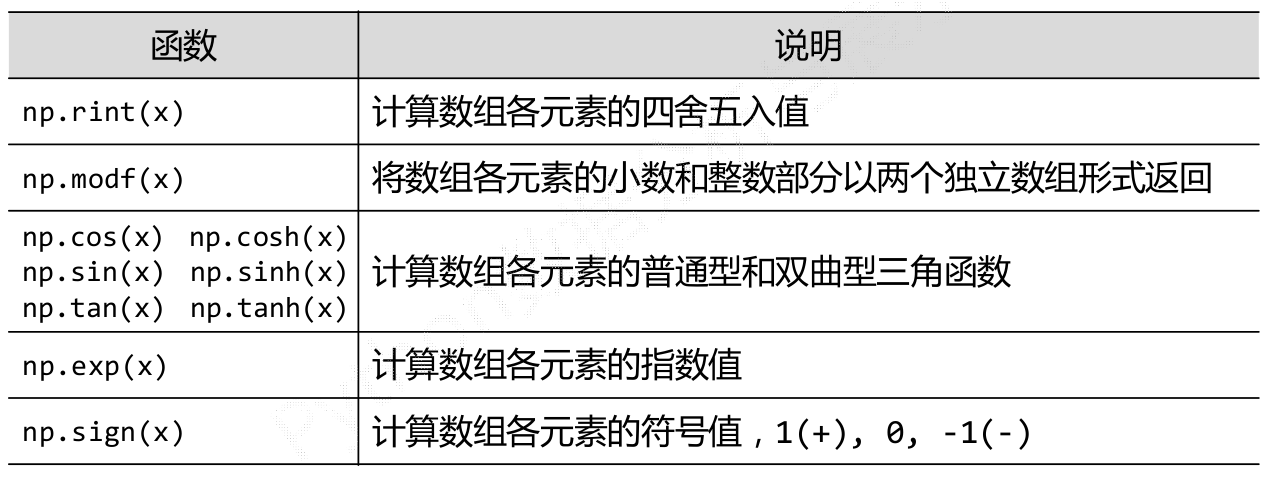 函数 说明
np.rint(x) 计算数组各元素的四舍五入值
np.modf(x) 将数组各元素的小数和整数部分以两个独立数组形式返回
np.cos(x) np.cosh(x)
np.sin(x) np.sinh(x) 计算数组各元素的普通型和双曲型三角函数
np.tan(x) np.tanh(x)
np.exp(x) 计算数组各元素的指数值
np.sign(x) 计算数组各元素的符号值，1(+), 0, -1(-)